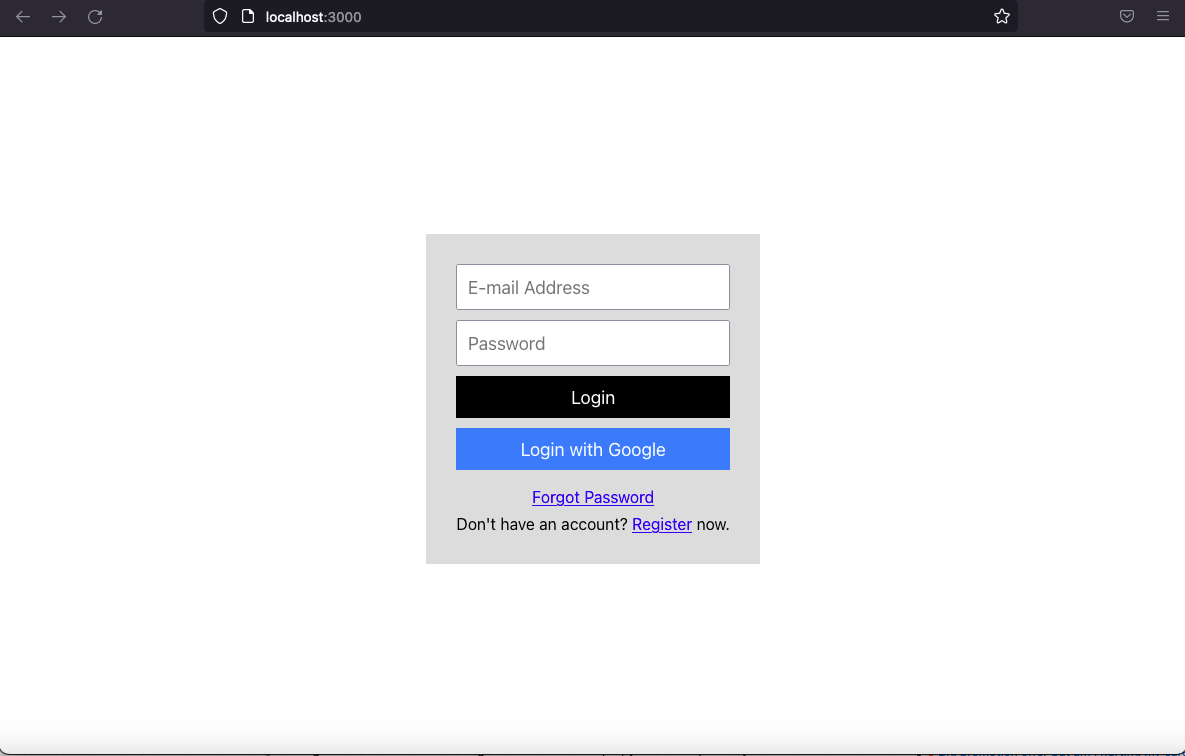 localhost:3000
E-mail Address
Password
Login
Login with Google
Forgot Password
Don't have an account? Register now.